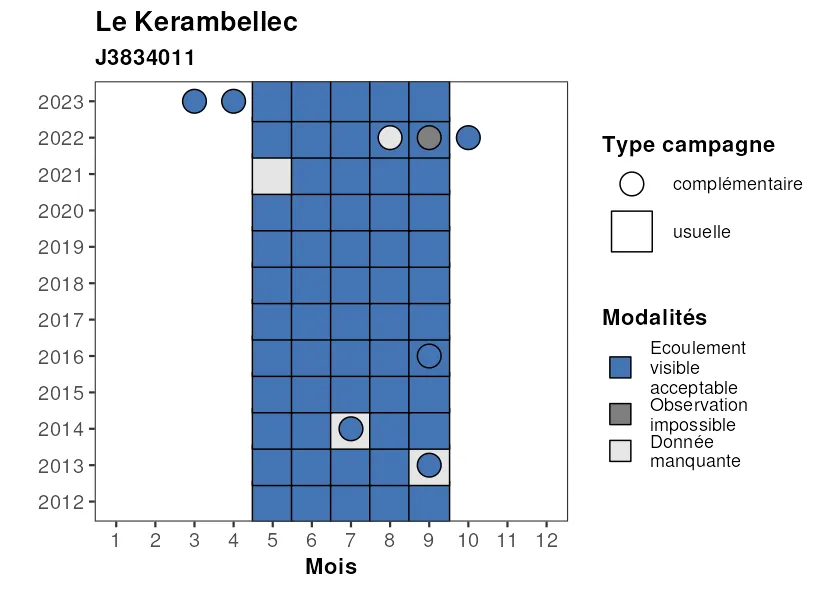 Le Kerambellec
J3834011
2023
2022
2021
2020
2019
2018
2017
2016
2015
2014
2013
2012
1 2 3 4 5 6 7 8 9 10 11 12
Mois
Type campagne
complémentaire
usuelle
Modalités
Ecoulement
visible
acceptable
Observation
impossible
Donnée
manquante